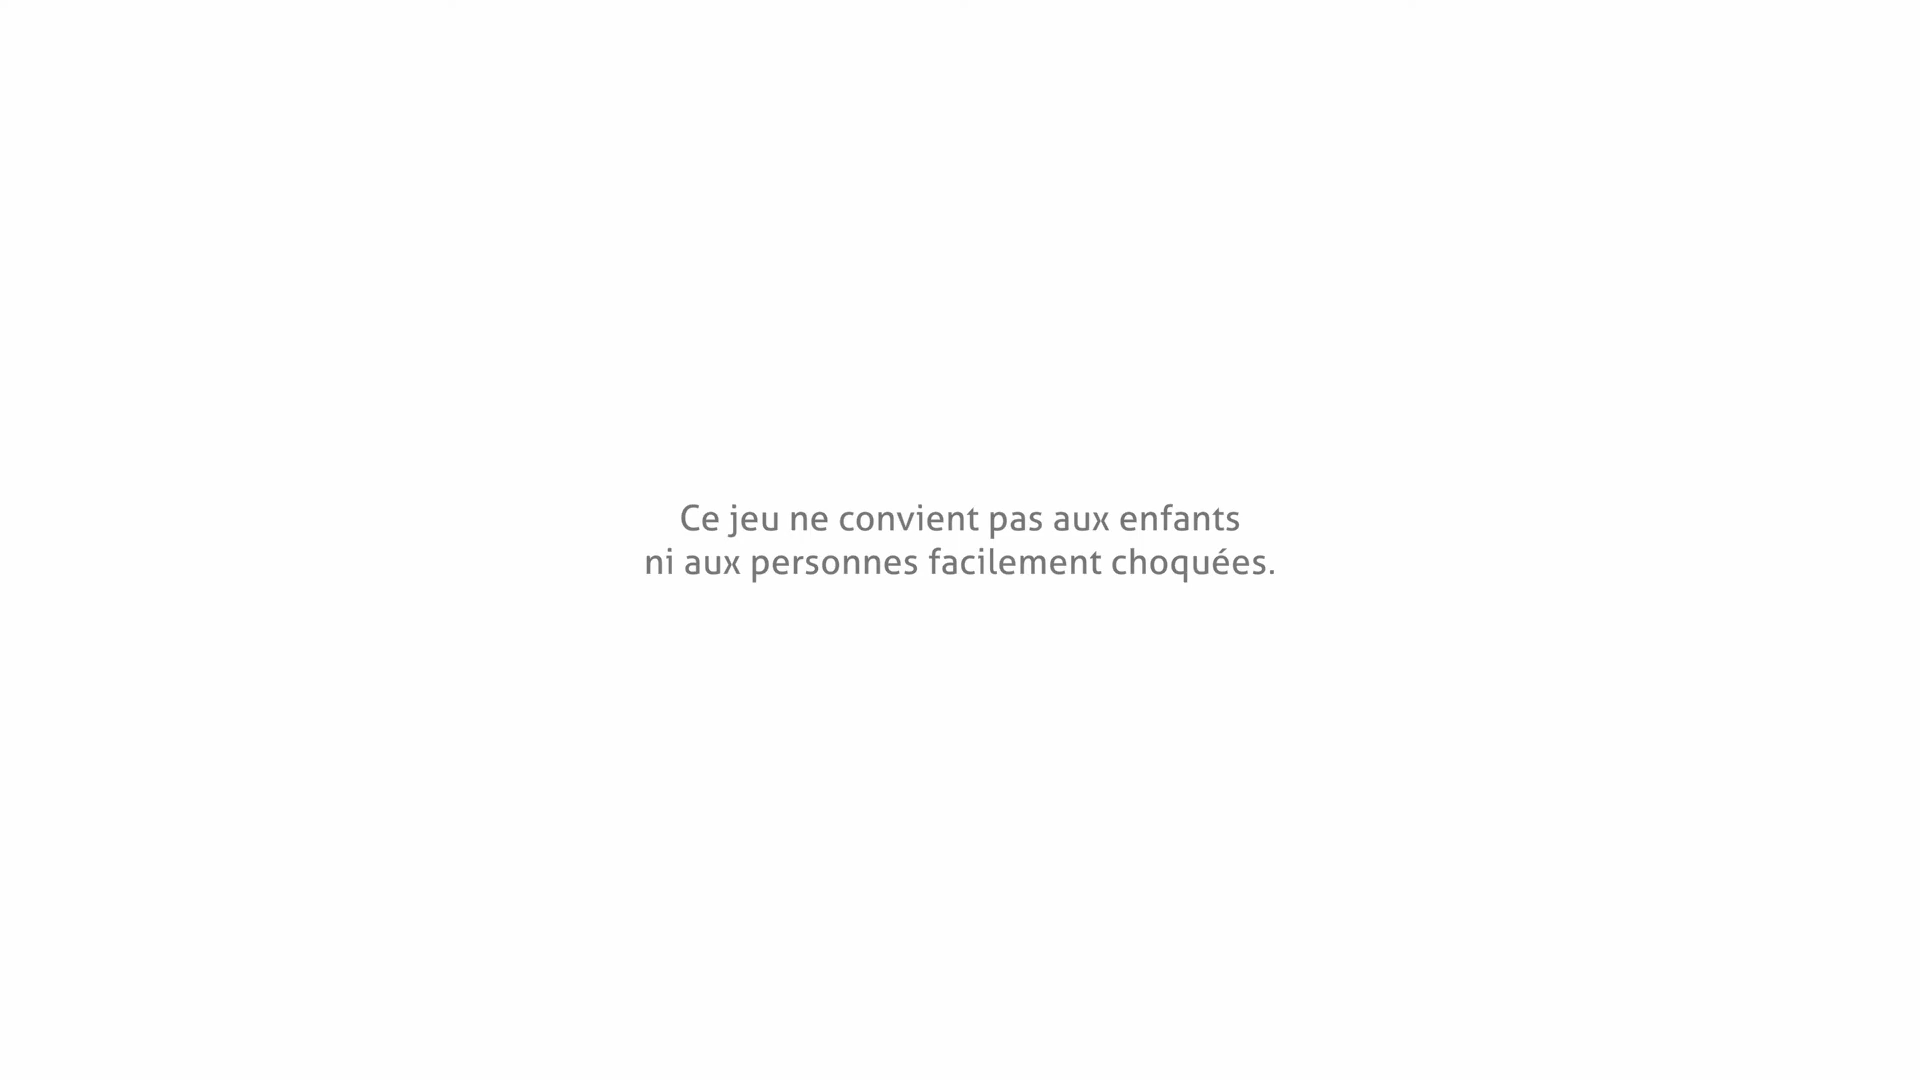 Ce jeu ne convient pas aux enfants
ni aux personnes facilement choquées.